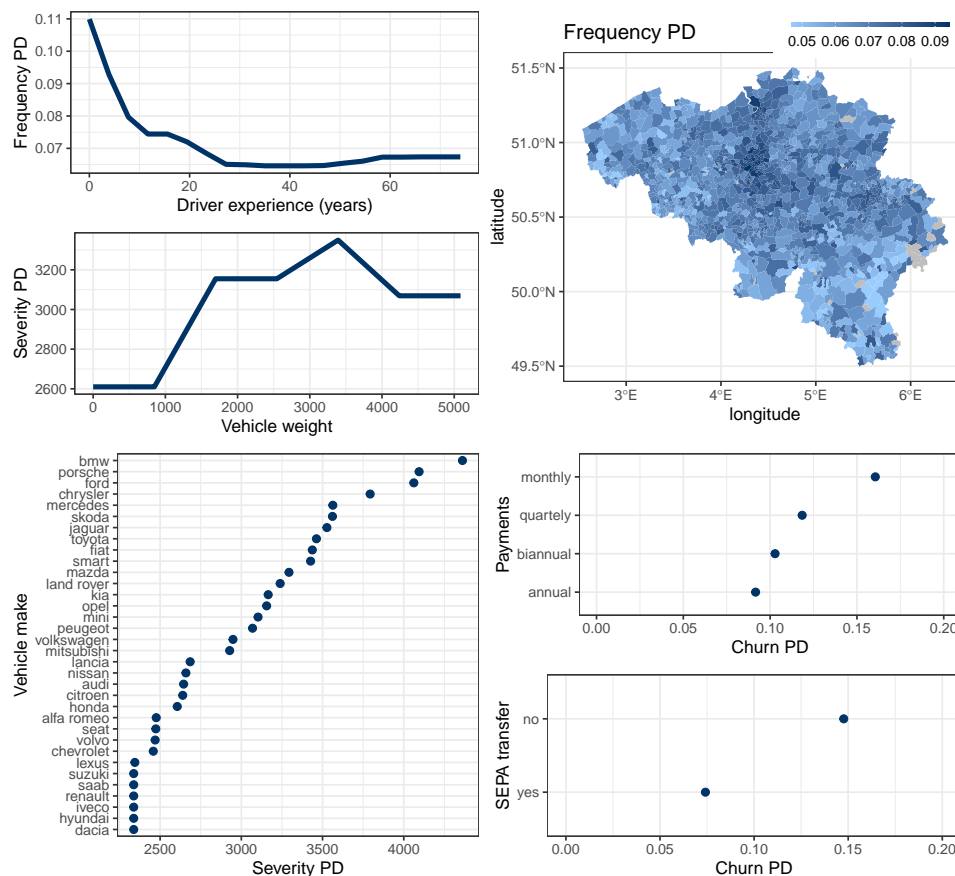 0.11
0.10
0.09
0.08
0.07
Frequency PD
0 20 40 60
Driver experience (years)
3200
3000
2800
2600
Severity PD
0 1000 2000 3000 4000 5000
Vehicle weight
Frequency PD
0.05 0.06 0.07 0.08 0.09
51.5°N
51.0°N
50.5°N
50.0°N
49.5°N
latitude
3°E 4°E 5°E 6°E
longitude
Vehicle make
bmw
porsche
ford
chrysler
mercedes
skoda
jaguar
toyota
fiat
smart
mazda
land rover
kia
opel
mini
peugeot
volkswagen
mitsubishi
lancia
nissan
audi
citroen
honda
alfa romeo
seat
volvo
chevrolet
lexus
suzuki
saab
renault
iveco
hyundai
dacia
2500 3000 3500 4000
Severity PD
Payments
monthly
quartely
biannual
annual
0.00 0.05 0.10 0.15 0.20
Churn PD
SEPA transfer
no
yes
0.00 0.05 0.10 0.15 0.20
Churn PD